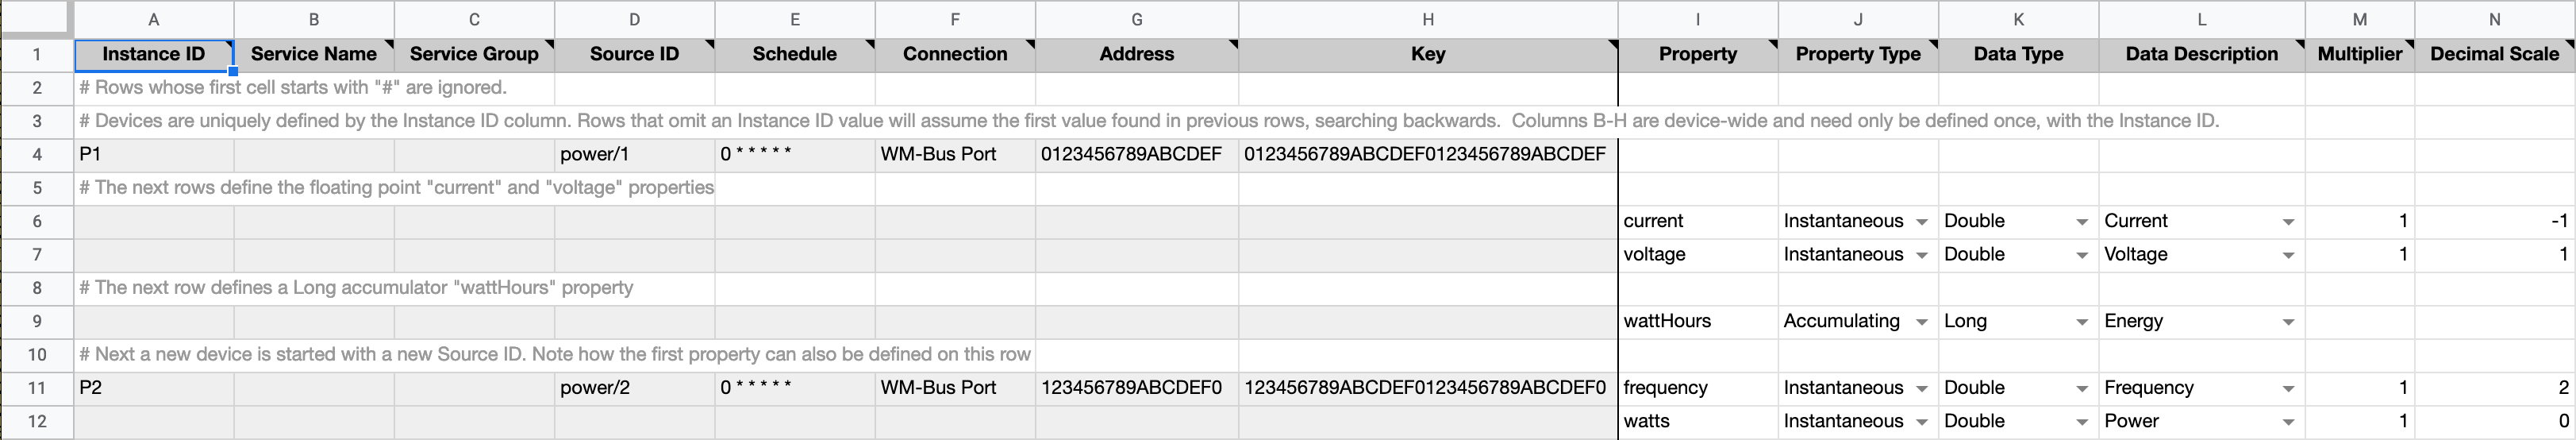 A B C D E F G H I J K L M N
1 Instance ID Service Name Service Group Source ID Schedule Connection Address Key Property Property Type Data Type Data Description Multiplier Decimal Scale
2 # Rows whose first cell starts with "#" are ignored.
3 # Devices are uniquely defined by the Instance ID column. Rows that omit an Instance ID value will assume the first value found in previous rows, searching backwards.  Columns B-H are device-wide and need only be defined once, with the Instance ID.
4 P1 power/1 0 * * * * * WM-Bus Port 0123456789ABCDEF 0123456789ABCDEF0123456789ABCDEF
5 # The next rows define the floating point "current" and "voltage" properties
6 current Instantaneous Double Current 1 -1
7 voltage Instantaneous Double Voltage 1 1
8 # The next row defines a Long accumulator "wattHours" property
9 wattHours Accumulating Long Energy
10 # Next a new device is started with a new Source ID. Note how the first property can also be defined on this row
11 P2 power/2 0 * * * * * WM-Bus Port 123456789ABCDEF0 123456789ABCDEF0123456789ABCDEF0 frequency Instantaneous Double Frequency 1 2
12 watts Instantaneous Double Power 1 0